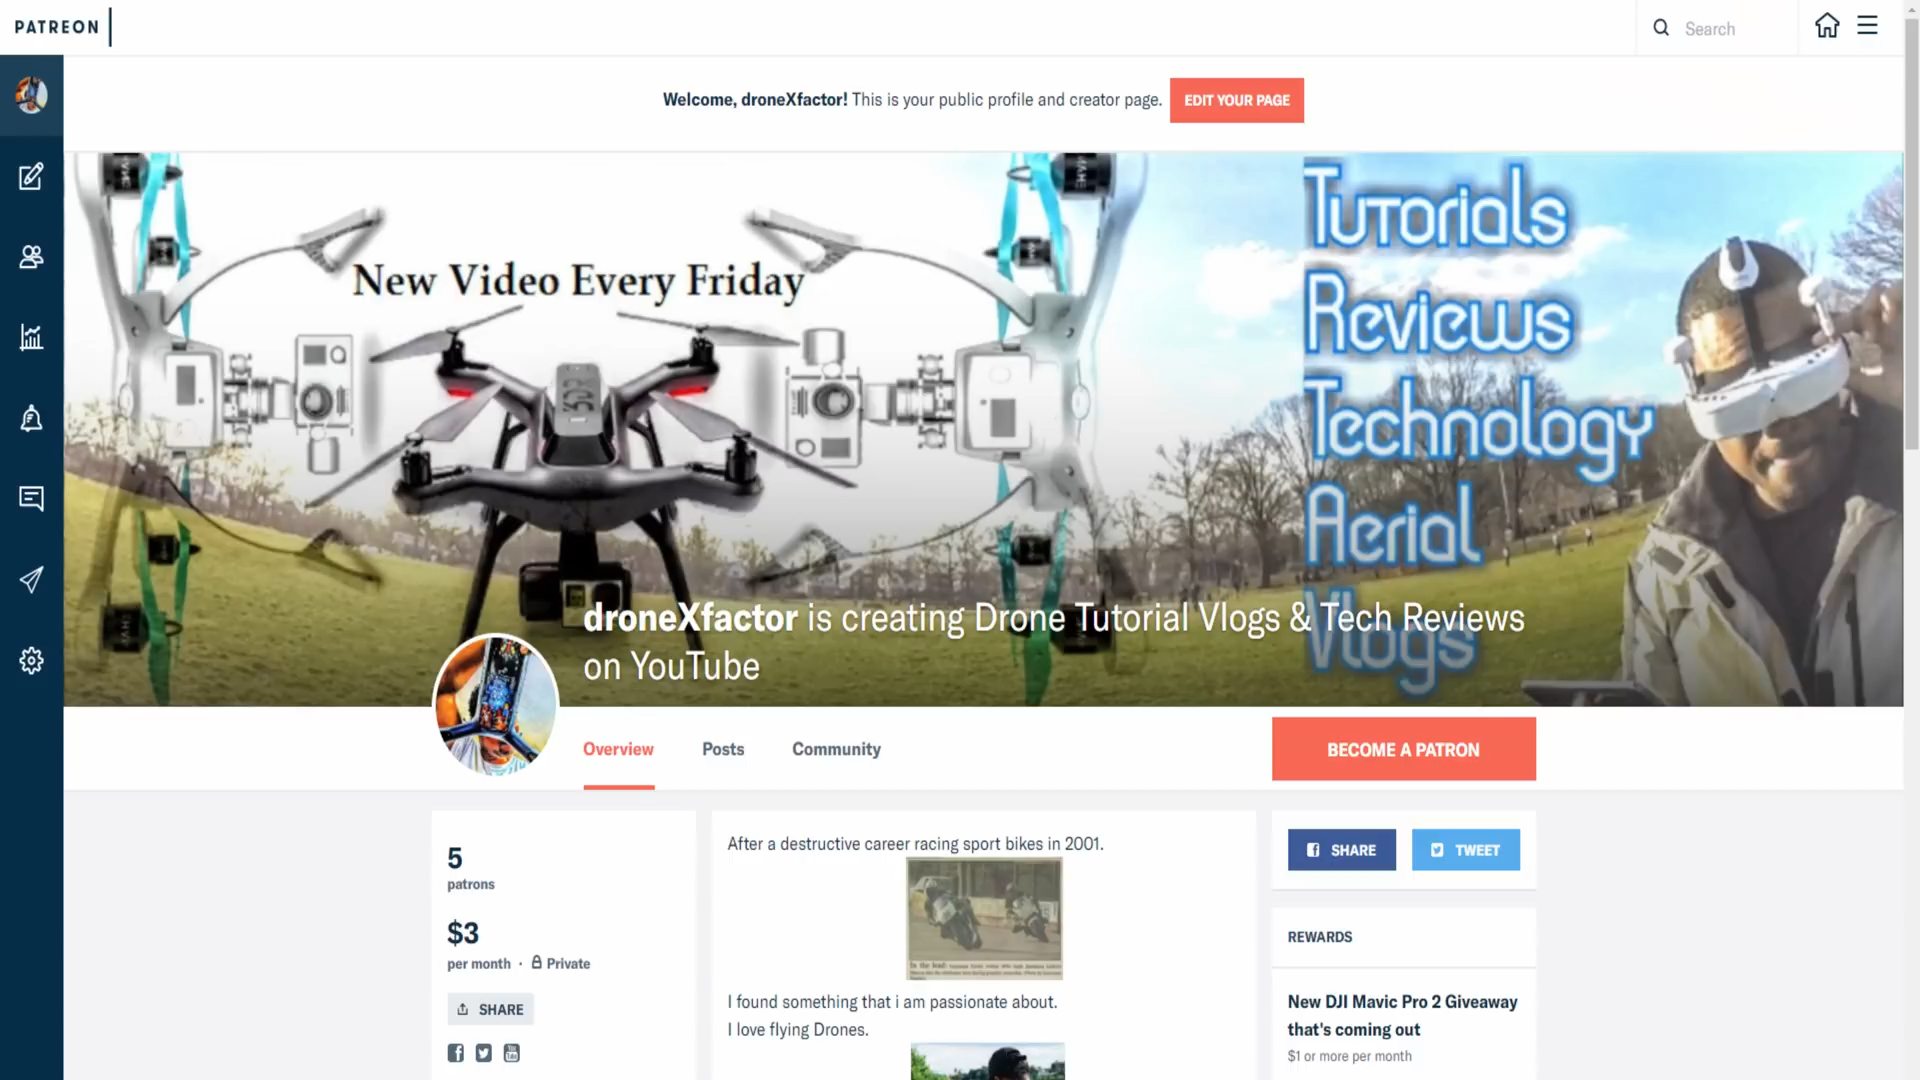 PATREON
Search
Welcome, droneXfactor! This is your public profile and creator page.
EDIT YOUR PAGE
New Video Every Friday
Tutorials
Reviews
Technology
Aerial
Vlogs
droneXfactor is creating Drone Tutorial Vlogs & Tech Reviews
on YouTube
Overview
Posts
Community
BECOME A PATRON
5
patrons
$3
per month · Private
SHARE
After a destructive career racing sport bikes in 2001.
In the lead:
I found something that i am passionate about.
I love flying Drones.
SHARE
TWEET
REWARDS
New DJI Mavic Pro 2 Giveaway
that's coming out
$1 or more per month